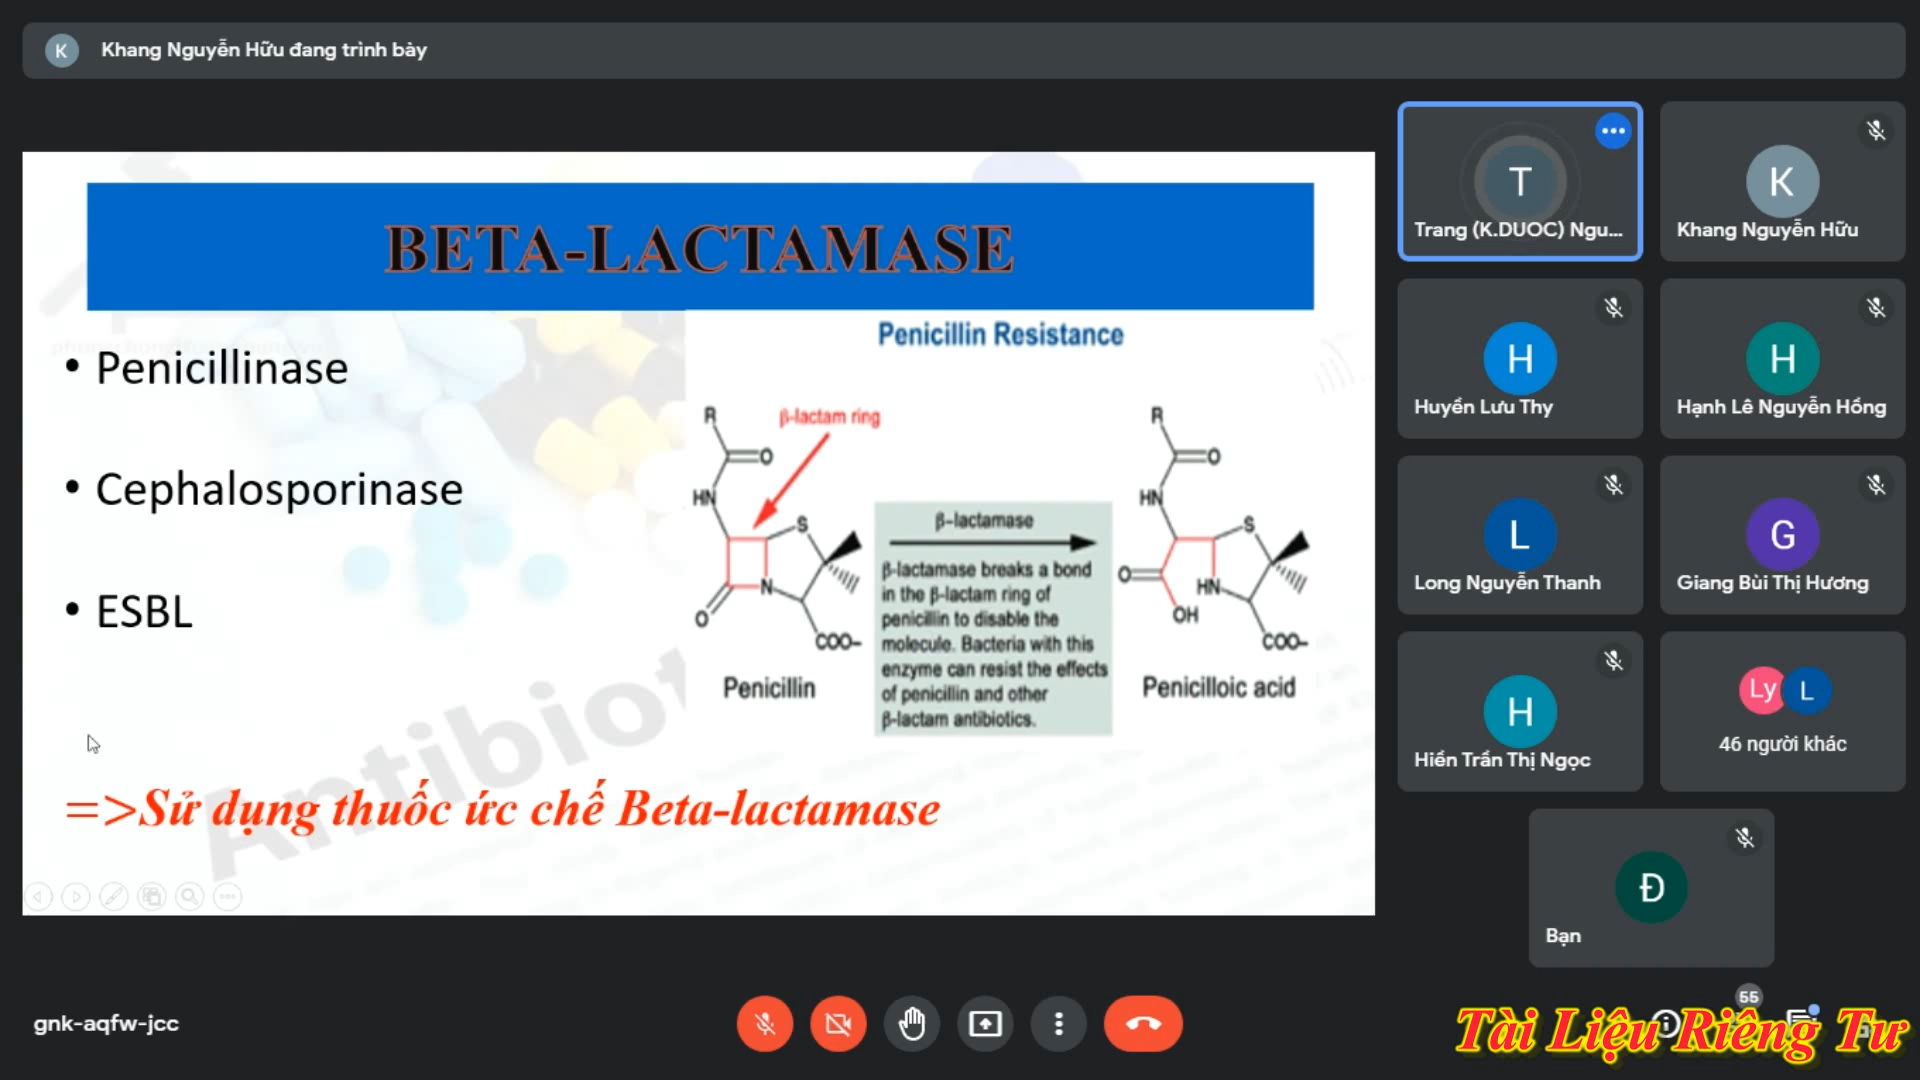 K
Khang Nguyễn Hữu đang trình bày
BETA-LACTAMASE
• Penicillinase
• Cephalosporinase
• ESBL
=>Sử dụng thuốc ức chế Beta-lactamase
Penicillin Resistance
R
β-lactam ring
O
HN
S
N
O
COO–
Penicillin
β-lactamase
β-lactamase breaks a bond
in the β-lactam ring of
penicillin to disable the
molecule. Bacteria with this
enzyme can resist the effects
of penicillin and other
β-lactam antibiotics.
R
O
HN
S
O
HN
OH
COO–
Penicilloic acid
Antibiot
T
Trang (K.DUOC) Ngu...
K
Khang Nguyễn Hữu
H
Huyền Lưu Thy
H
Hạnh Lê Nguyễn Hồng
L
Long Nguyễn Thanh
G
Giang Bùi Thị Hương
H
Hiền Trần Thị Ngọc
Ly L
46 người khác
Đ
Bạn
gnk-aqfw-jcc
55
Tài Liệu Riêng Tư